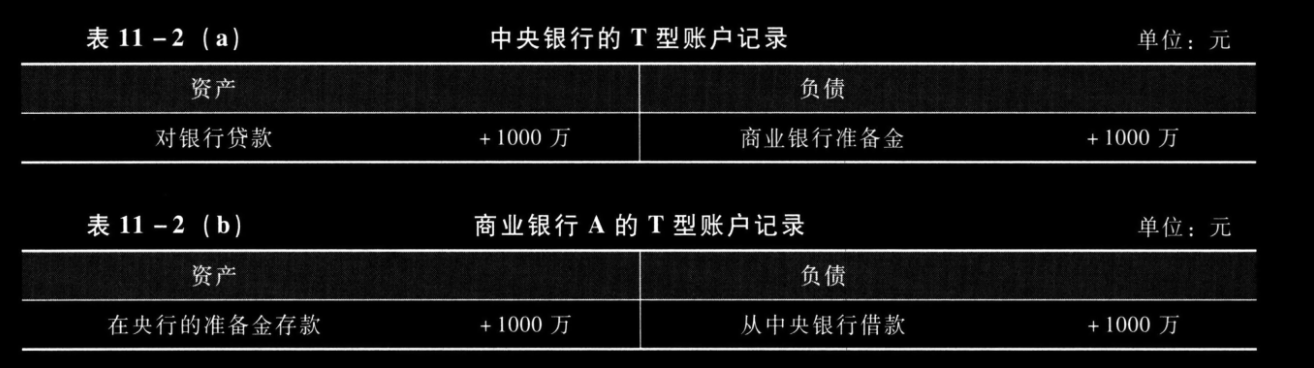 表 11-2 (a) 中央银行的 T 型账户记录 单位：元
资产 负债
对银行贷款 +1000 万 商业银行准备金 +1000 万
表 11-2 (b) 商业银行 A 的 T 型账户记录 单位：元
资产 负债
在央行的准备金存款 +1000 万 从中央银行借款 +1000 万